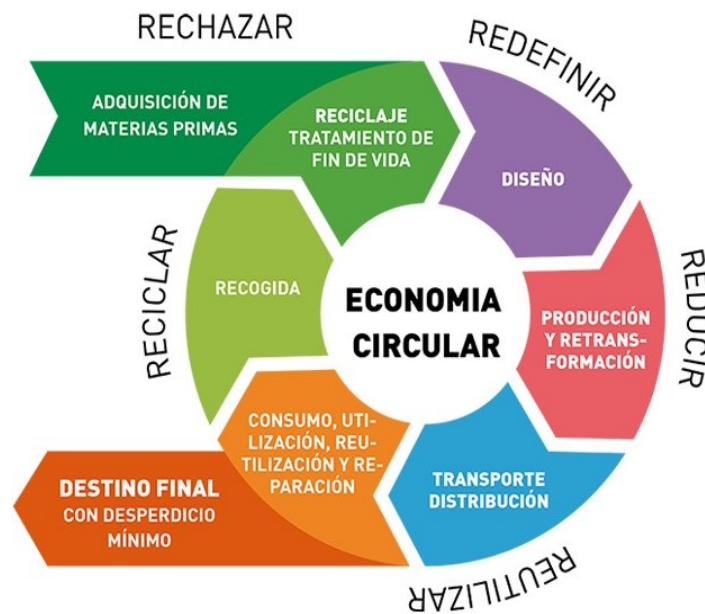 RECHAZAR
REDEFINIR
ADQUISICIÓN DE
MATERIAS PRIMAS
RECICLAJE
TRATAMIENTO DE
FIN DE VIDA
DISEÑO
REDUCIR
PRODUCCIÓN
Y RETRANS-
FORMACIÓN
ECONOMIA
CIRCULAR
RECICLAR
RECOGIDA
CONSUMO, UTI-
LIZACIÓN, REU-
TILIZACIÓN Y RE-
PARACIÓN
TRANSPORTE
DISTRIBUCIÓN
REUTILIZAR
DESTINO FINAL
CON DESPERDICIO
MÍNIMO